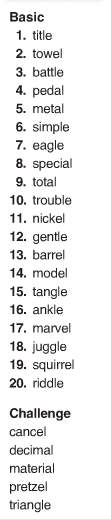 Basic
1. title
2. towel
3. battle
4. pedal
5. metal
6. simple
7. eagle
8. special
9. total
10. trouble
11. nickel
12. gentle
13. barrel
14. model
15. tangle
16. ankle
17. marvel
18. juggle
19. squirrel
20. riddle
Challenge
cancel
decimal
material
pretzel
triangle